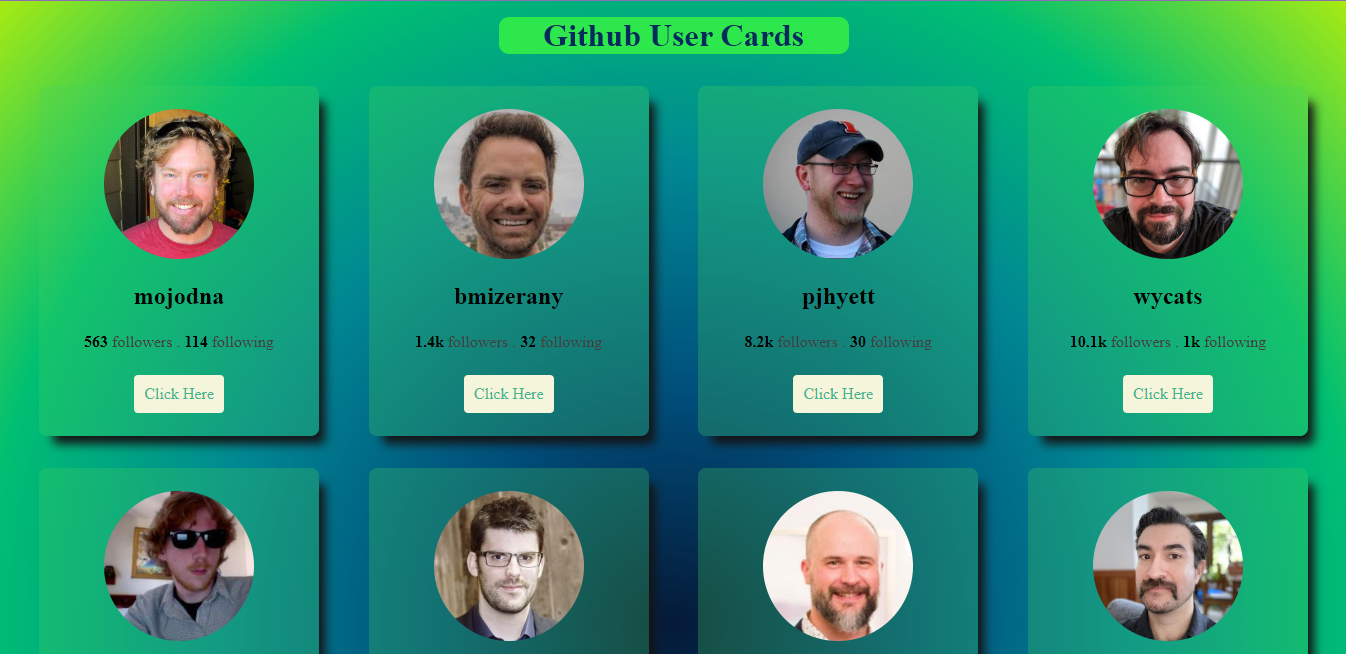 Github User Cards
mojodna
563 followers . 114 following
Click Here
bmizerany
1.4k followers . 32 following
Click Here
pjhyett
8.2k followers . 30 following
Click Here
wycats
10.1k followers . 1k following
Click Here